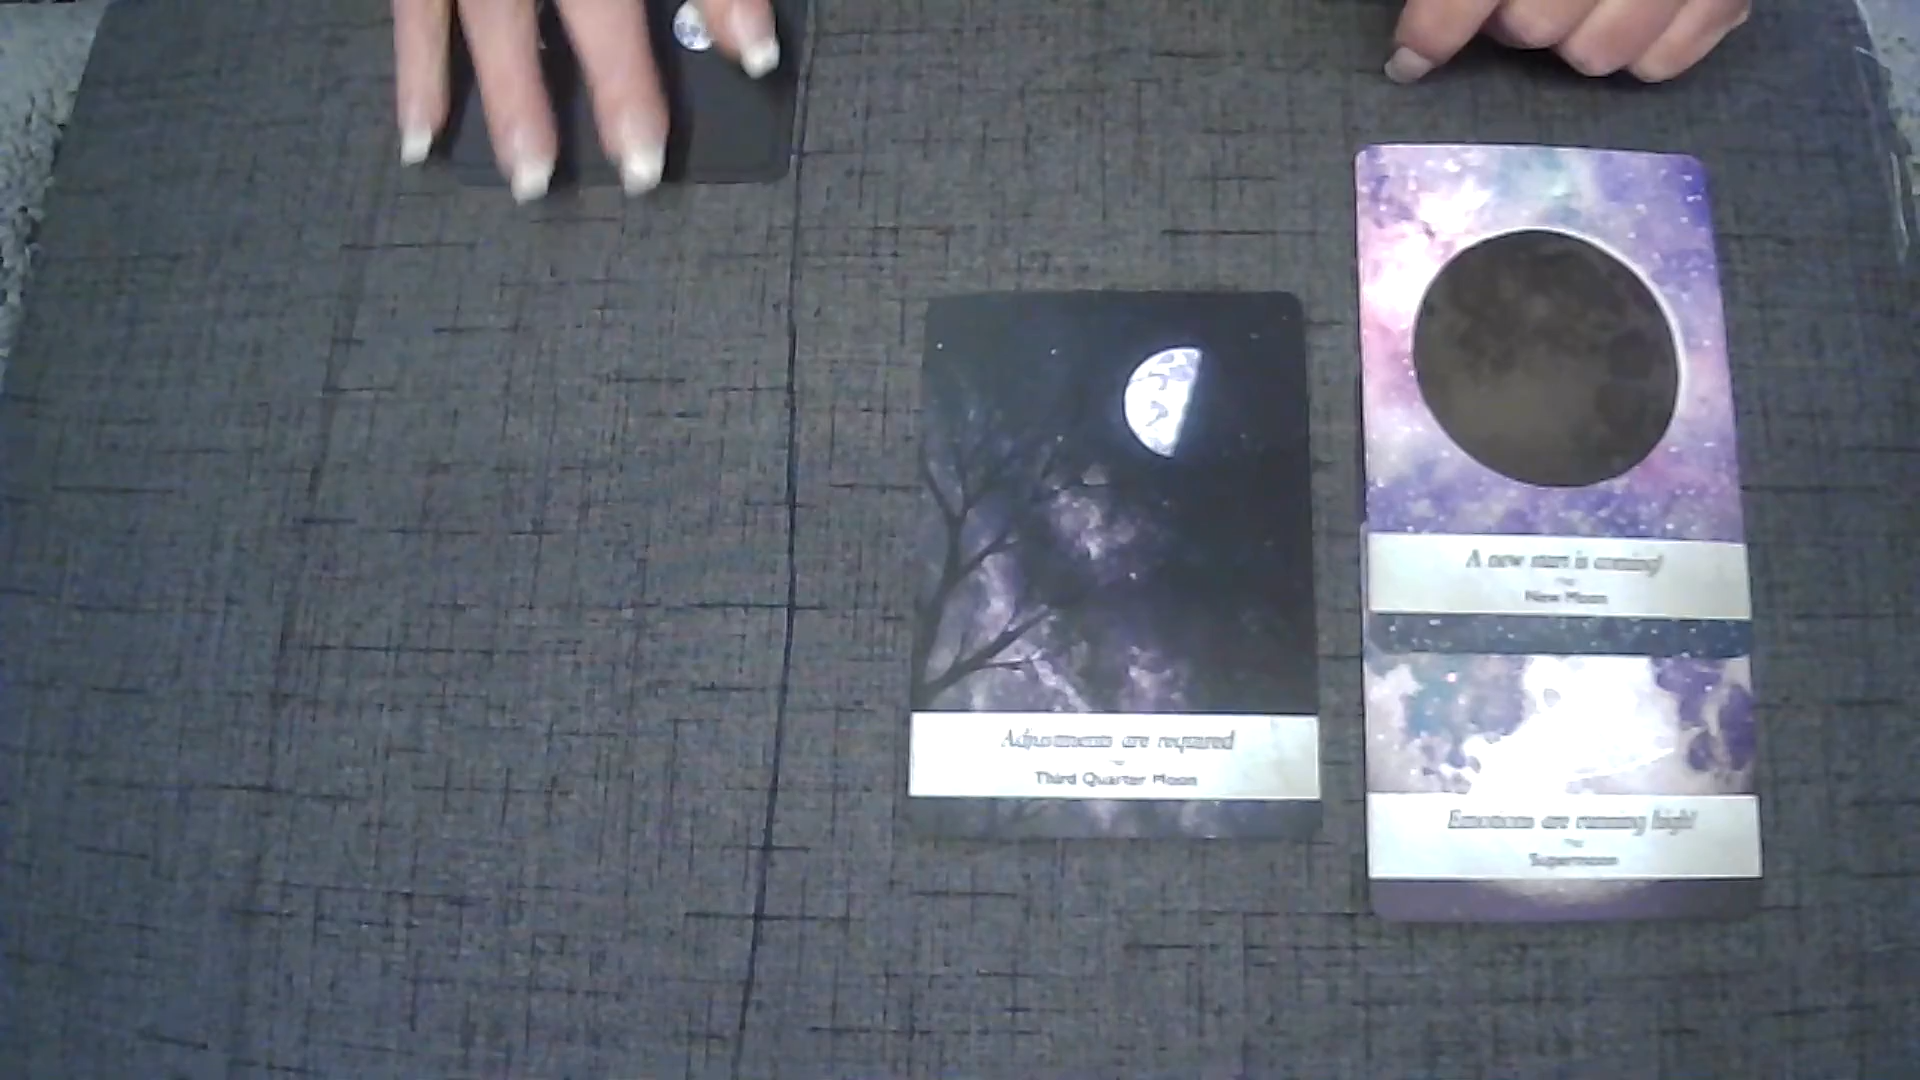 Adjustments are required
Third Quarter Moon
A new start is coming!
New Moon
Emotions are running high!
Supermoon